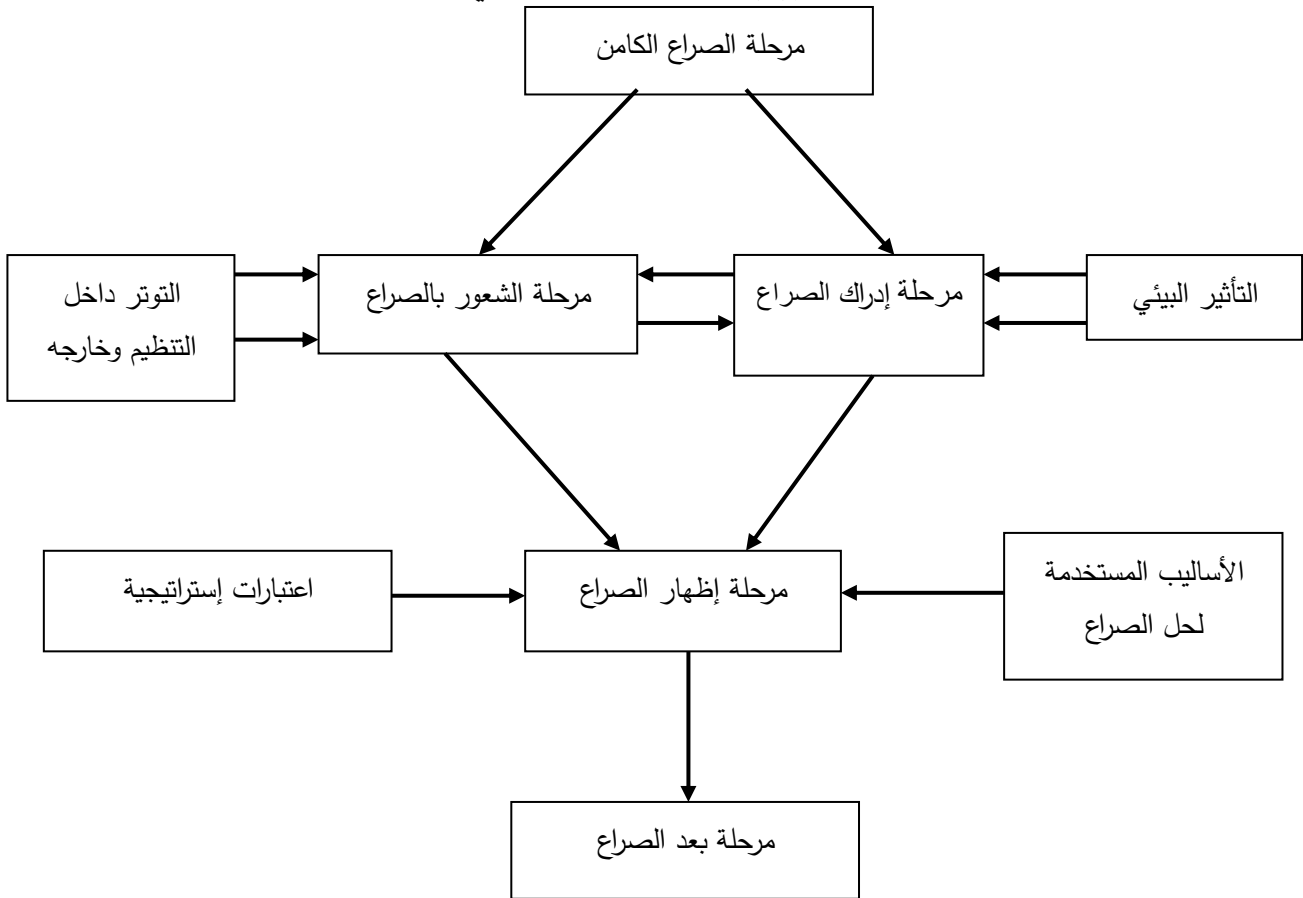 مرحلة الصراع الكامن
التأثير البيئي
مرحلة إدراك الصراع
مرحلة الشعور بالصراع
التوتر داخل
التنظيم وخارجه
الأساليب المستخدمة
لحل الصراع
مرحلة إظهار الصراع
اعتبارات إستراتيجية
مرحلة بعد الصراع